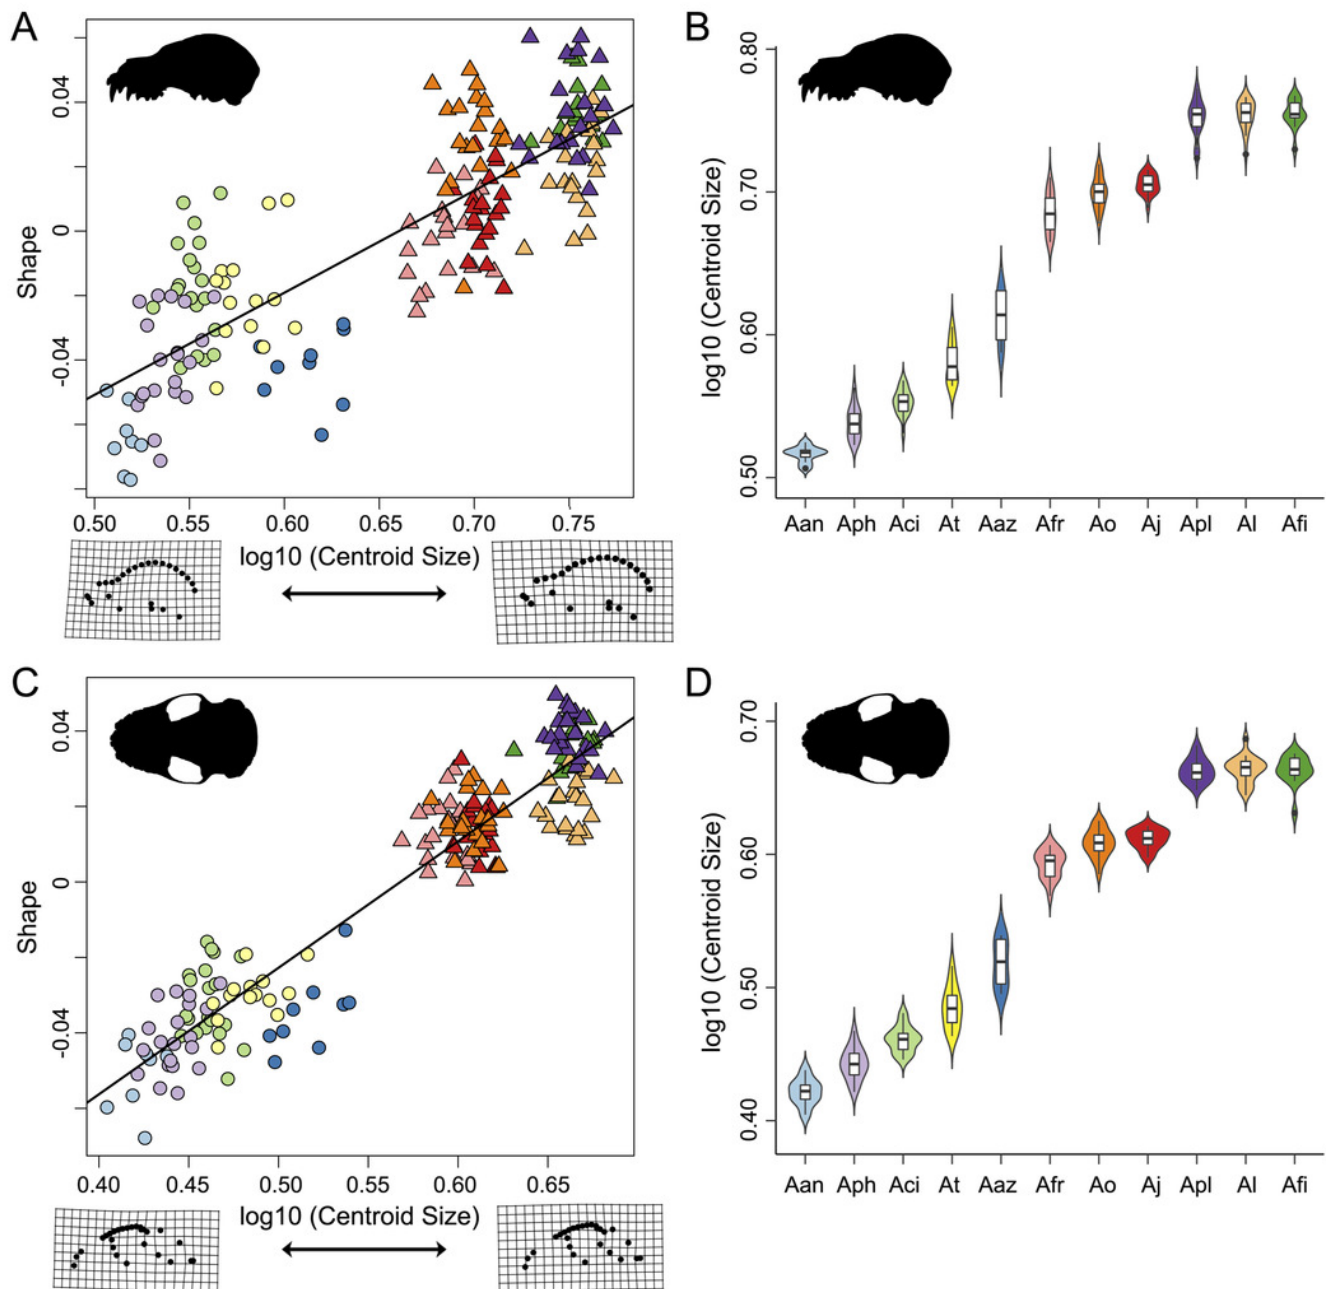 A
Shape
0.04
0
-0.04
0.50 0.55 0.60 0.65 0.70 0.75
log10 (Centroid Size)
B
log10 (Centroid Size)
0.80
0.70
0.60
0.50
Aan Aph Aci At Aaz Afr Ao Aj Apl Al Afi
C
Shape
0.04
0
-0.04
0.40 0.45 0.50 0.55 0.60 0.65
log10 (Centroid Size)
D
log10 (Centroid Size)
0.70
0.60
0.50
0.40
Aan Aph Aci At Aaz Afr Ao Aj Apl Al Afi